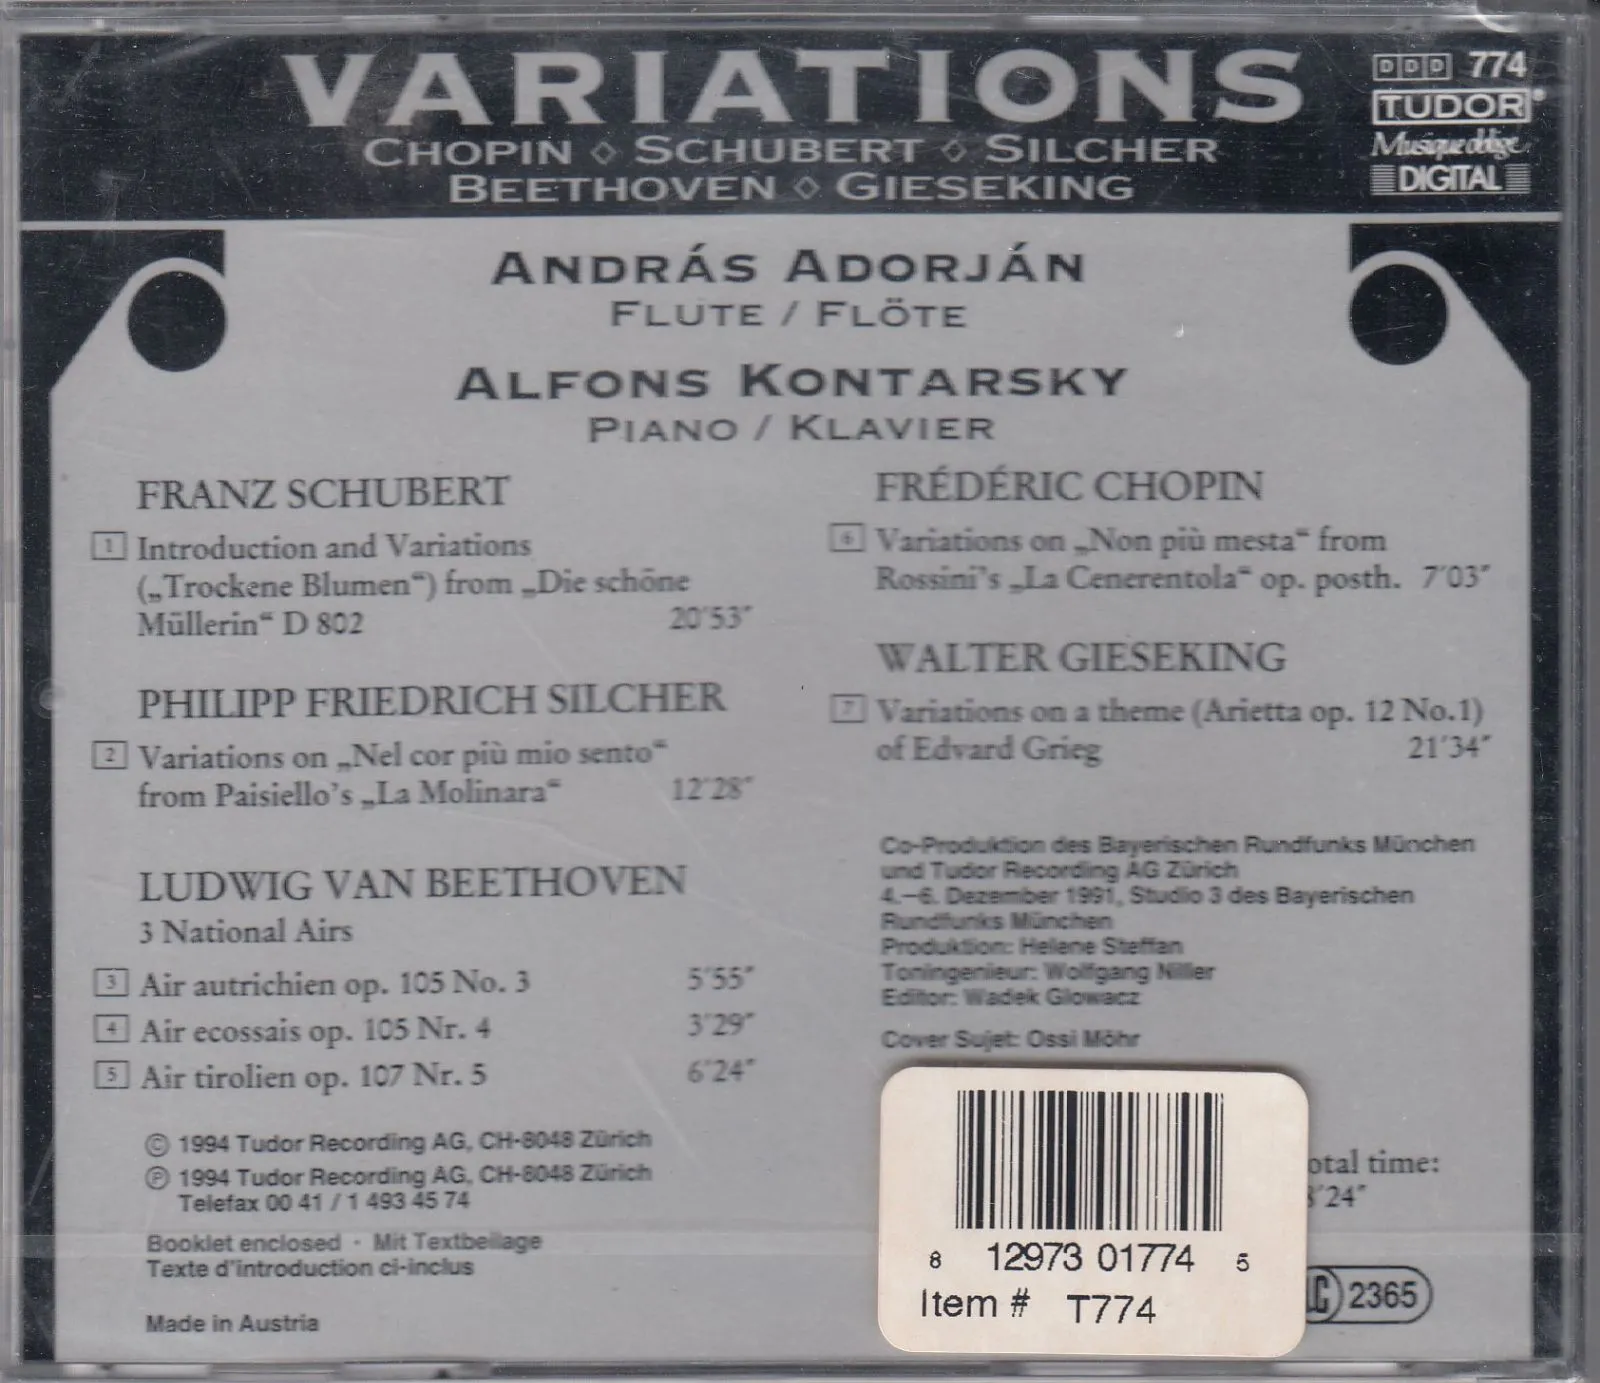 VARIATIONS
CHOPIN ◇ SCHUBERT ◇ SILCHER
BEETHOVEN ◇ GIESEKING
DDD 774
TUDOR®
Musique oblige
DIGITAL
ANDRÁS ADORJÁN
FLUTE / FLÖTE
ALFONS KONTARSKY
PIANO / KLAVIER
FRANZ SCHUBERT
1 Introduction and Variations
(„Trockene Blumen“) from „Die schöne
Müllerin“ D 802 20'53"
PHILIPP FRIEDRICH SILCHER
2 Variations on „Nel cor più mio sento“
from Paisiello's „La Molinara“ 12'28"
LUDWIG VAN BEETHOVEN
3 National Airs
3 Air autrichien op. 105 No. 3 5'55"
4 Air ecossais op. 105 Nr. 4 3'29"
5 Air tirolien op. 107 Nr. 5 6'24"
© 1994 Tudor Recording AG, CH-8048 Zürich
℗ 1994 Tudor Recording AG, CH-8048 Zürich
Telefax 00 41 / 1 493 45 74
Booklet enclosed · Mit Textbeilage
Texte d'introduction ci-inclus
Made in Austria
FRÉDÉRIC CHOPIN
6 Variations on „Non più mesta“ from
Rossini's „La Cenerentola“ op. posth. 7'03"
WALTER GIESEKING
7 Variations on a theme (Arietta op. 12 No.1)
of Edvard Grieg 21'34"
Co-Produktion des Bayerischen Rundfunks München
und Tudor Recording AG Zürich
4.–6. Dezember 1991, Studio 3 des Bayerischen
Rundfunks München
Produktion: Helene Steffan
Toningenieur: Wolfgang Niller
Editor: Wadek Glowacz
Cover Sujet: Ossi Möhr
otal time:
8'24"
8 12973 01774 5
Item # T774
LC 2365